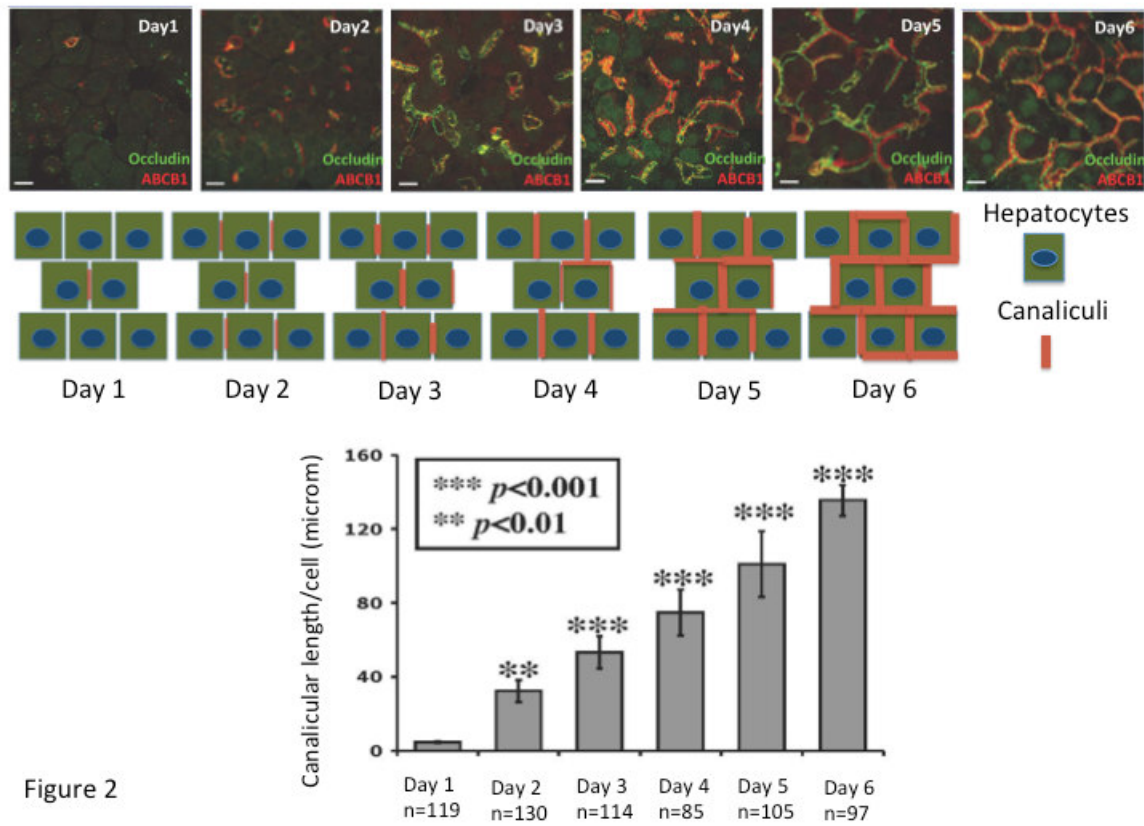 Day1
Occludin
ABCB1
Day2
Occludin
ABCB1
Day3
Occludin
ABCB1
Day4
Occludin
ABCB1
Day5
Occludin
ABCB1
Day6
Occludin
ABCB1
Hepatocytes
Canaliculi
Day 1 Day 2 Day 3 Day 4 Day 5 Day 6
Canalicular length/cell (microm)
160
120
80
40
0
*** p<0.001
** p<0.01
**
***
***
***
***
Day 1 Day 2 Day 3 Day 4 Day 5 Day 6
n=119 n=130 n=114 n=85 n=105 n=97
Figure 2